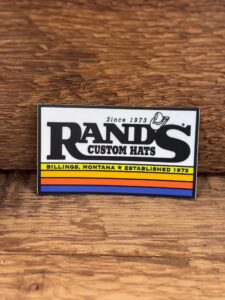 Since 1973
RAND'S
CUSTOM HATS
BILLINGS, MONTANA ★ ESTABLISHED 1973